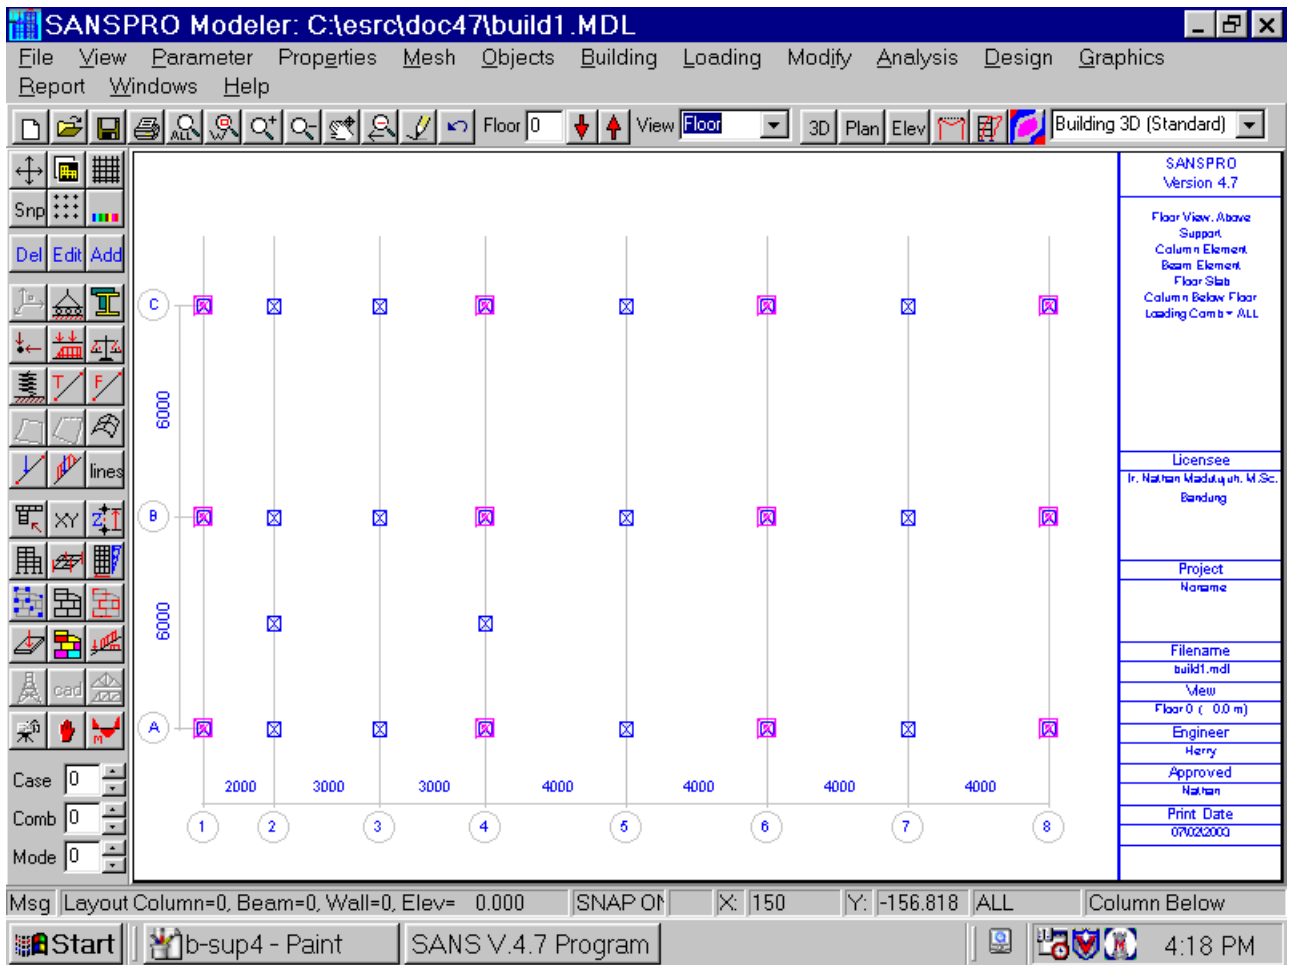 SANSPRO Modeler: C:\esrc\doc47\build1.MDL
File View Parameter Properties Mesh Objects Building Loading Modify Analysis Design Graphics
Report Windows Help
Floor 0 View Floor 3D Plan Elev Building 3D (Standard)
Snp
Del Edit Add
lines
XY
cad
Case 0
Comb 0
Mode 0
C
6000
B
6000
A
2000 3000 3000 4000 4000 4000 4000
1 2 3 4 5 6 7 8
SANSPRO
Version 4.7
Floor View. Above
Support
Column Element
Beam Element
Floor Slab
Column Below Floor
Loading Comb = ALL
Licensee
Ir. Nathan Madutujuh. M.Sc.
Bandung
Project
Noname
Filename
build1.mdl
View
Floor 0 ( 0.0 m)
Engineer
Herry
Approved
Nathan
Print Date
07\02\2000
Msg Layout Column=0, Beam=0, Wall=0, Elev= 0.000 SNAP ON X: 150 Y: -156.818 ALL Column Below
Start b-sup4 - Paint SANS V.4.7 Program 4:18 PM